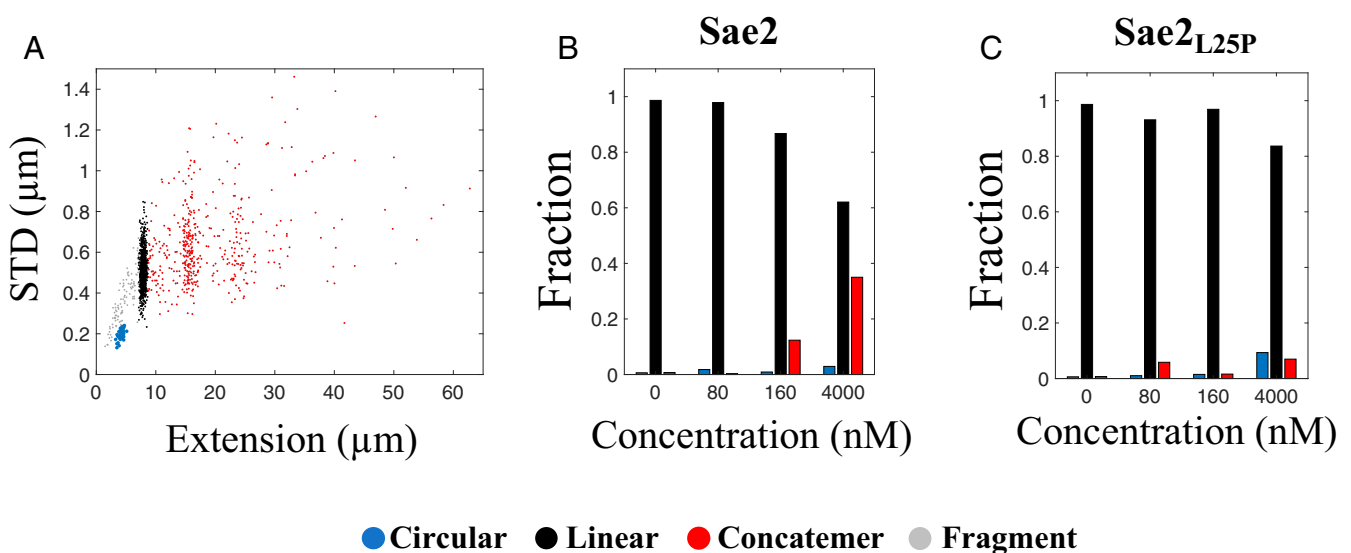 A
STD (µm)
1.4
1.2
1
0.8
0.6
0.4
0.2
0
0 10 20 30 40 50 60
Extension (µm)
B
Sae2
Fraction
1
0.8
0.6
0.4
0.2
0
0 80 160 4000
Concentration (nM)
C
Sae2L25P
Fraction
1
0.8
0.6
0.4
0.2
0
0 80 160 4000
Concentration (nM)
Circular Linear Concatemer Fragment